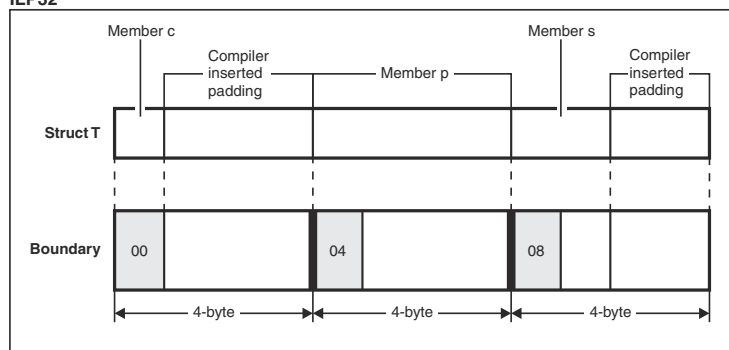 ILP32
Member c
Member s
Compiler inserted padding
Member p
Compiler inserted padding
Struct T
Boundary
00
04
08
4-byte
4-byte
4-byte